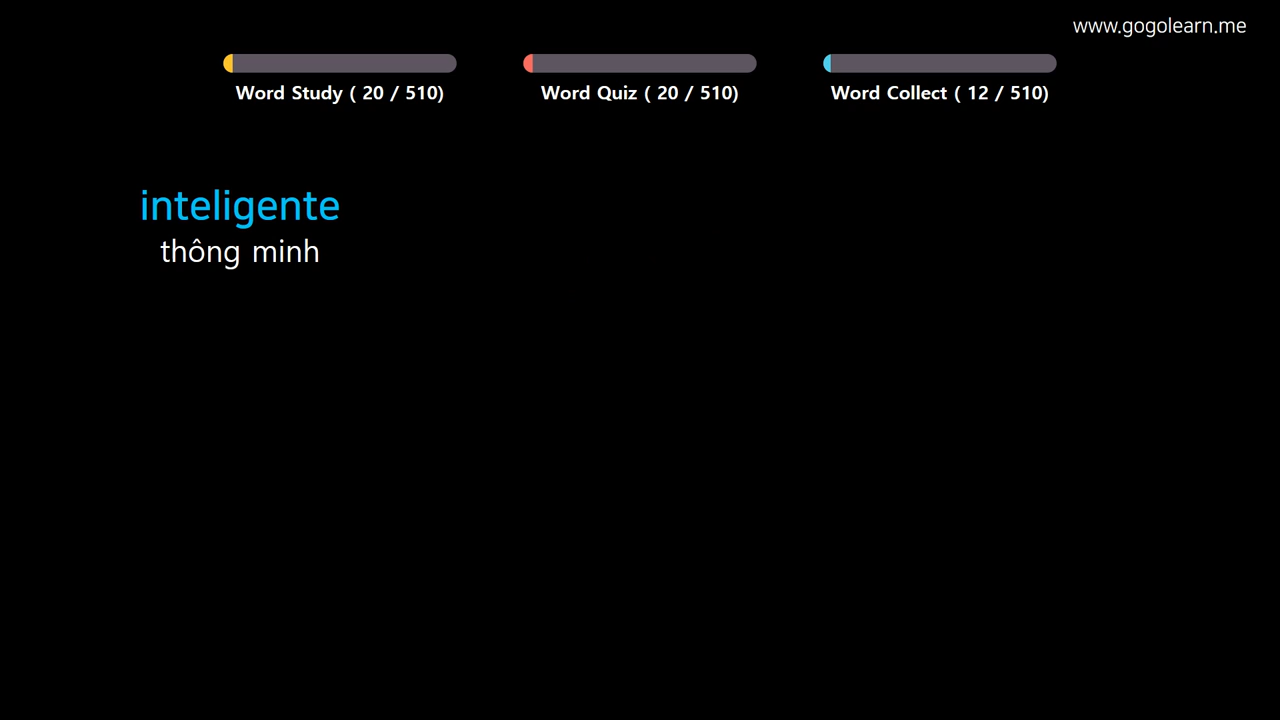 www.gogolearn.me
Word Study ( 20 / 510)
Word Quiz ( 20 / 510)
Word Collect ( 12 / 510)
inteligente
thông minh